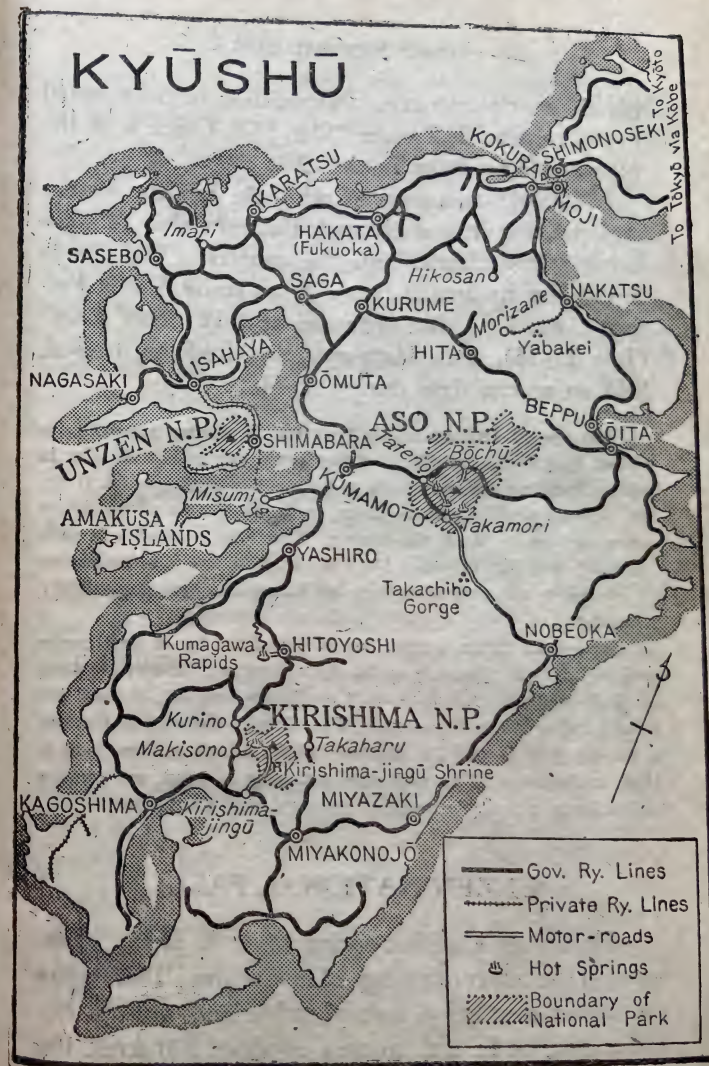 KYŪSHŪ
To Kyōto
To Tōkyō via Kōbe
KOKURA
SHIMONOSEKI
MOJI
KARATSU
Imari
HAKATA
(Fukuoka)
SASEBO
SAGA
Hikosan
KURUME
Morizane
NAKATSU
HITA
Yabakei
ISAHAYA
NAGASAKI
ŌMUTA
BEPPU
ŌITA
ASO N.P.
UNZEN N.P.
SHIMABARA
Tateno
Bōchū
KUMAMOTO
Misumi
Takamori
AMAKUSA
ISLANDS
YASHIRO
Takachiho
Gorge
NOBEOKA
Kumagawa
Rapids
HITOYOSHI
Kurino
KIRISHIMA N.P.
Makisono
Takaharu
Kirishima-jingū Shrine
KAGOSHIMA
Kirishima-
jingū
MIYAZAKI
MIYAKONOJŌ
Gov. Ry. Lines
Private Ry. Lines
Motor-roads
Hot Springs
Boundary of
National Park